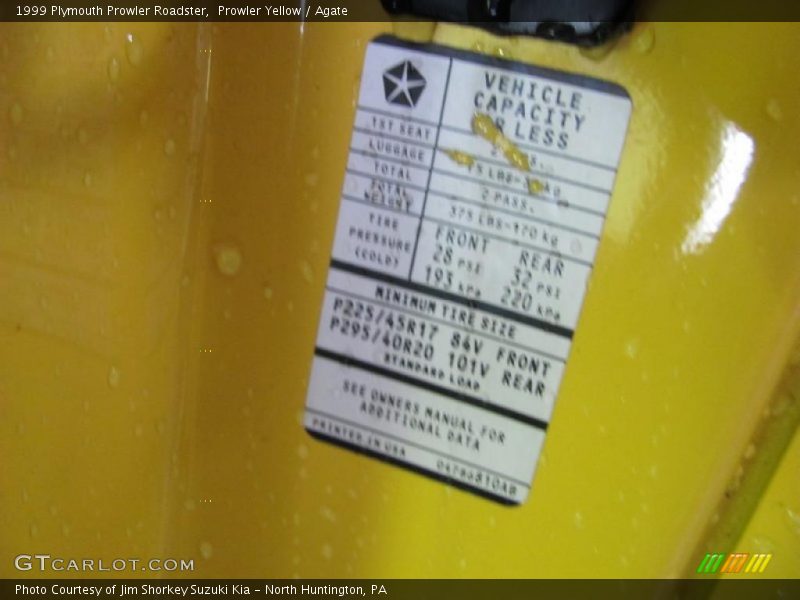 1999 Plymouth Prowler Roadster,  Prowler Yellow / Agate
VEHICLE
CAPACITY
LESS
1ST SEAT
LUGGAGE
TOTAL 2 PASS.
TOTAL
WEIGHT 375 LBS-170 kg
TIRE
PRESSURE
(COLD)
FRONT REAR
28 PSI 32 PSI
193 kPa 220 kPa
MINIMUM TIRE SIZE
P225/45R17 84V FRONT
P295/40R20 101V REAR
STANDARD LOAD
SEE OWNERS MANUAL FOR
ADDITIONAL DATA
PRINTED IN USA
GTCARLOT.COM
Photo Courtesy of Jim Shorkey Suzuki Kia - North Huntington, PA